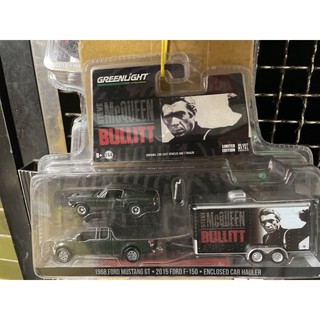 GREENLIGHT
STEVE
McQUEEN
BULLITT
LIMITED
EDITION
8+
STEVE
McQUEEN
BULLITT
1968 FORD MUSTANG GT • 2015 FORD F-150 • ENCLOSED CAR HAULER